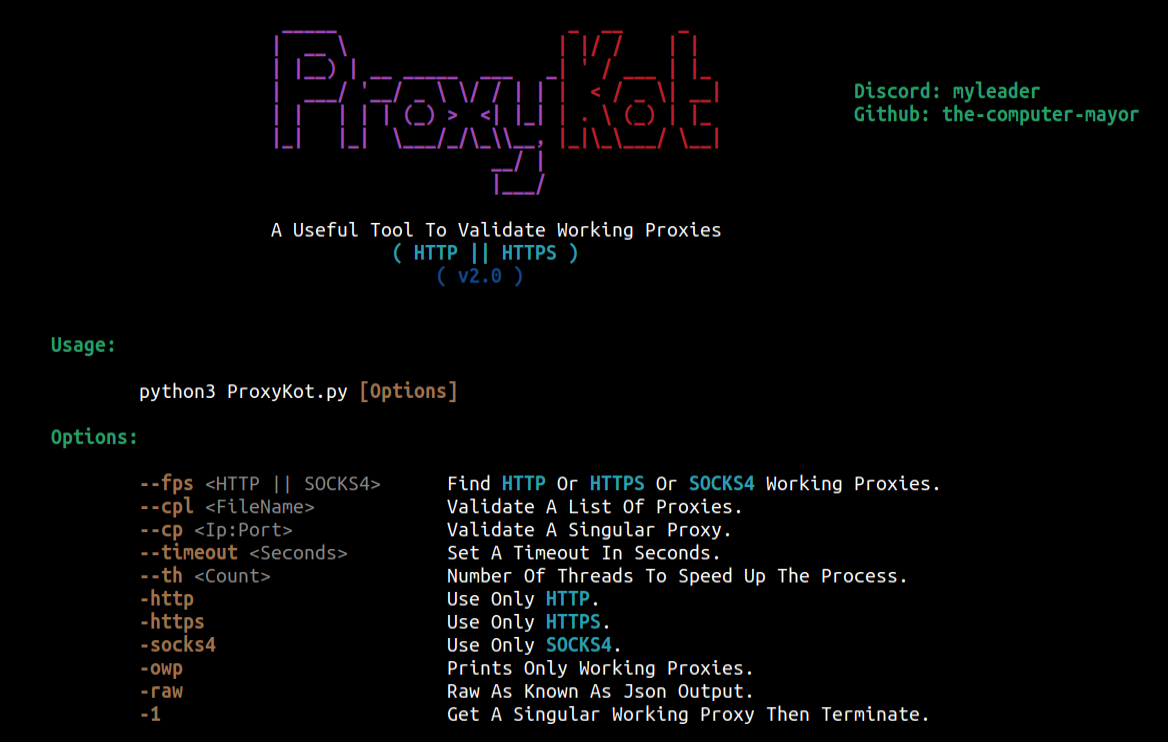 ProxyKot
Discord: myleader
Github: the-computer-mayor
A Useful Tool To Validate Working Proxies
( HTTP || HTTPS )
( v2.0 )
Usage:
python3 ProxyKot.py [Options]
Options:
--fps <HTTP || SOCKS4> Find HTTP Or HTTPS Or SOCKS4 Working Proxies.
--cpl <FileName> Validate A List Of Proxies.
--cp <Ip:Port> Validate A Singular Proxy.
--timeout <Seconds> Set A Timeout In Seconds.
--th <Count> Number Of Threads To Speed Up The Process.
-http Use Only HTTP.
-https Use Only HTTPS.
-socks4 Use Only SOCKS4.
-owp Prints Only Working Proxies.
-raw Raw As Known As Json Output.
-1 Get A Singular Working Proxy Then Terminate.